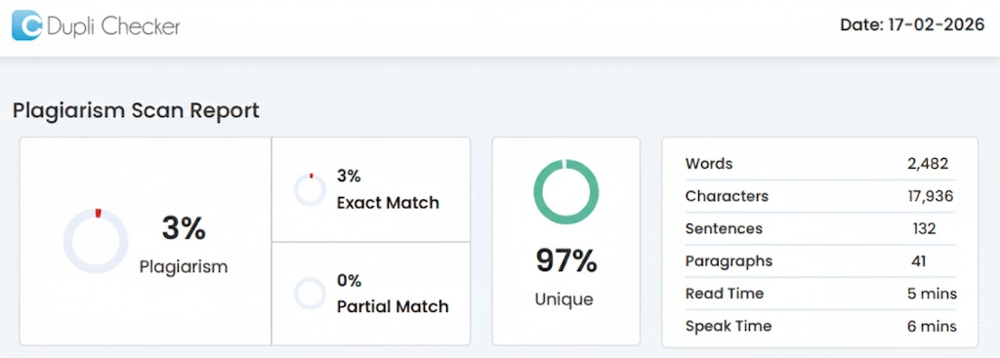 Dupli Checker
Date: 17-02-2026
Plagiarism Scan Report
3%
Plagiarism
3%
Exact Match
0%
Partial Match
97%
Unique
Words 2,482
Characters 17,936
Sentences 132
Paragraphs 41
Read Time 5 mins
Speak Time 6 mins